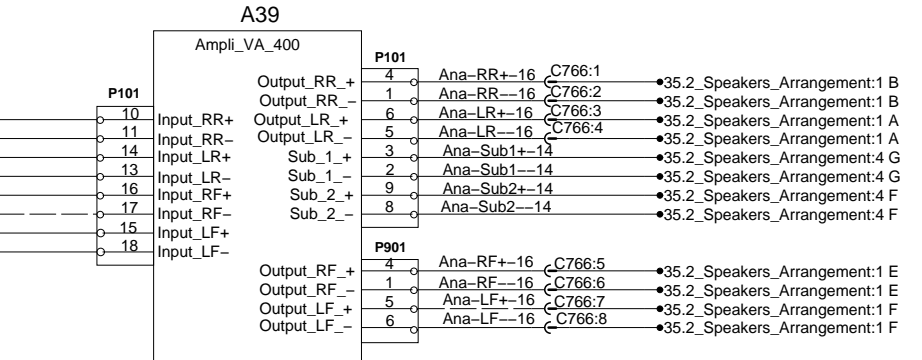 A39
Ampli_VA_400
P101
10 Input_RR+
11 Input_RR–
14 Input_LR+
13 Input_LR–
16 Input_RF+
17 Input_RF–
15 Input_LF+
18 Input_LF–
P101
Output_RR_+ 4 Ana–RR+–16 C766:1 35.2_Speakers_Arrangement:1 B
Output_RR_– 1 Ana–RR––16 C766:2 35.2_Speakers_Arrangement:1 B
Output_LR_+ 6 Ana–LR+–16 C766:3 35.2_Speakers_Arrangement:1 A
Output_LR_– 5 Ana–LR––16 C766:4 35.2_Speakers_Arrangement:1 A
Sub_1_+ 3 Ana–Sub1+–14 35.2_Speakers_Arrangement:4 G
Sub_1_– 2 Ana–Sub1––14 35.2_Speakers_Arrangement:4 G
Sub_2_+ 9 Ana–Sub2+–14 35.2_Speakers_Arrangement:4 F
Sub_2_– 8 Ana–Sub2––14 35.2_Speakers_Arrangement:4 F
P901
Output_RF_+ 4 Ana–RF+–16 C766:5 35.2_Speakers_Arrangement:1 E
Output_RF_– 1 Ana–RF––16 C766:6 35.2_Speakers_Arrangement:1 E
Output_LF_+ 5 Ana–LF+–16 C766:7 35.2_Speakers_Arrangement:1 F
Output_LF_– 6 Ana–LF––16 C766:8 35.2_Speakers_Arrangement:1 F